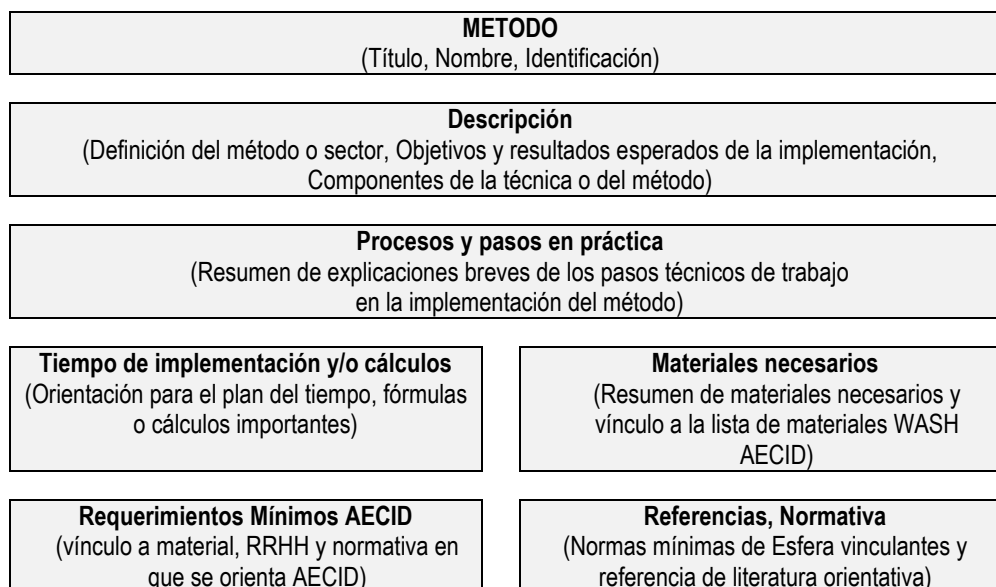 METODO
(Título, Nombre, Identificación)
Descripción
(Definición del método o sector, Objetivos y resultados esperados de la implementación,
Componentes de la técnica o del método)
Procesos y pasos en práctica
(Resumen de explicaciones breves de los pasos técnicos de trabajo
en la implementación del método)
Tiempo de implementación y/o cálculos
(Orientación para el plan del tiempo, fórmulas
o cálculos importantes)
Materiales necesarios
(Resumen de materiales necesarios y
vínculo a la lista de materiales WASH
AECID)
Requerimientos Mínimos AECID
(vínculo a material, RRHH y normativa en
que se orienta AECID)
Referencias, Normativa
(Normas mínimas de Esfera vinculantes y
referencia de literatura orientativa)